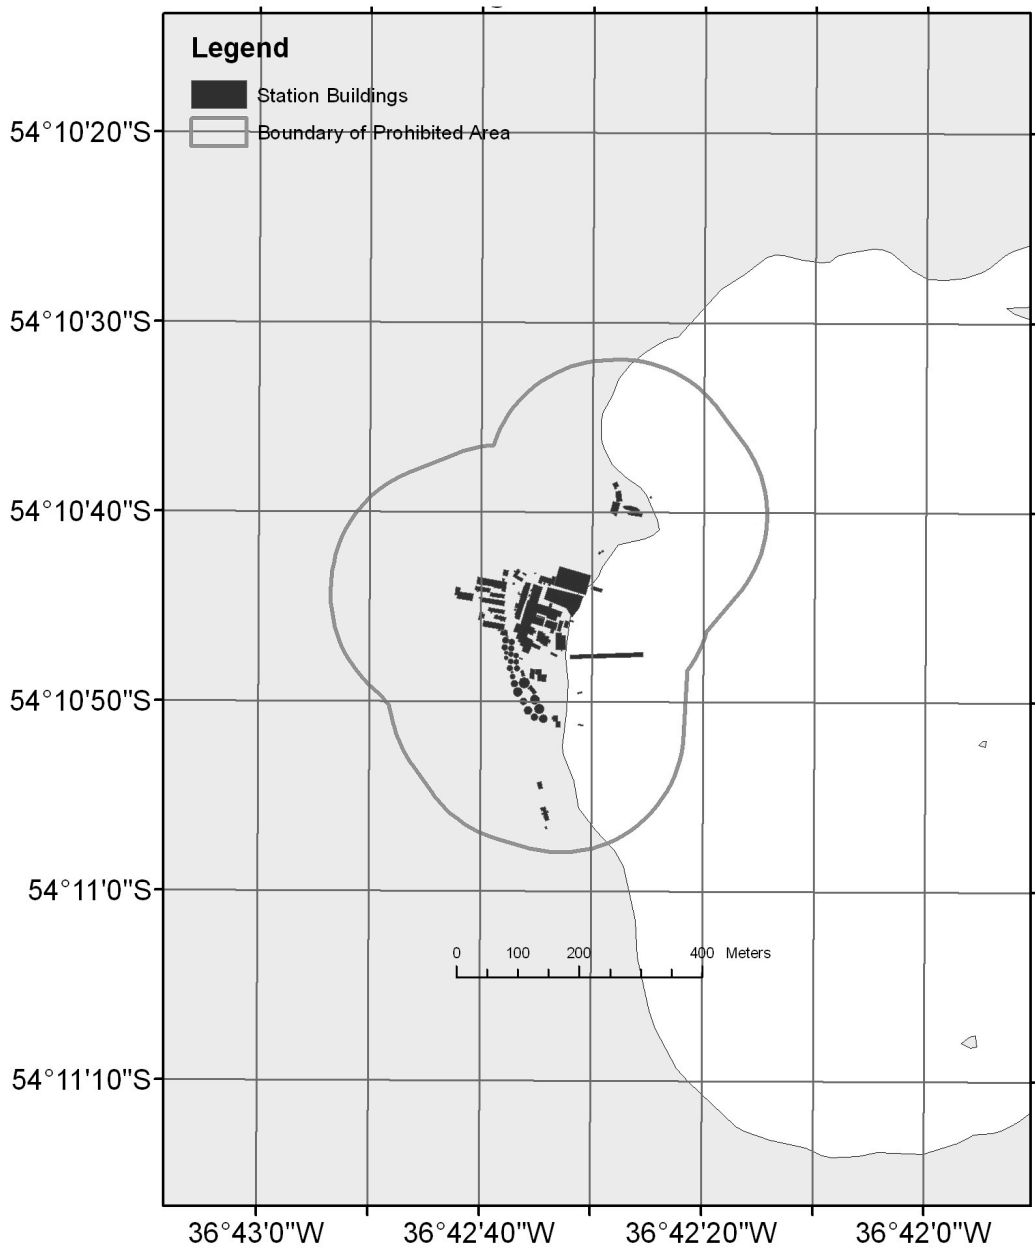 Legend
Station Buildings
Boundary of Prohibited Area
54°10'20"S
54°10'30"S
54°10'40"S
54°10'50"S
54°11'0"S
0 100 200 400 Meters
54°11'10"S
36°43'0"W 36°42'40"W 36°42'20"W 36°42'0"W